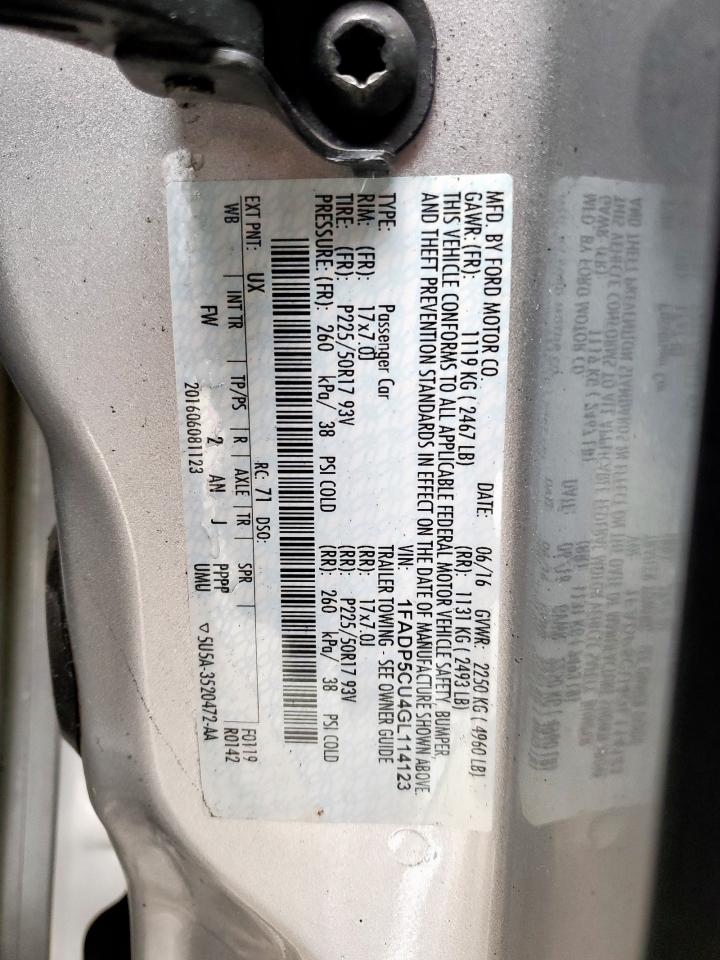 MFD. BY FORD MOTOR CO.
DATE: 06/16 GVWR: 2250 KG ( 4960 LB)
GAWR: (FR): 1119 KG ( 2467 LB) (RR): 1131 KG ( 2493 LB)
THIS VEHICLE CONFORMS TO ALL APPLICABLE FEDERAL MOTOR VEHICLE SAFETY, BUMPER,
AND THEFT PREVENTION STANDARDS IN EFFECT ON THE DATE OF MANUFACTURE SHOWN ABOVE.
VIN: 1FADP5CU4GL114123
TYPE: Passenger Car TRAILER TOWING - SEE OWNER GUIDE
RIM: (FR): 17x7.0J (RR): 17x7.0J
TIRE: (FR): P225/50R17 93V (RR): P225/50R17 93V
PRESSURE: (FR): 260 kPa/ 38 PSI COLD (RR): 260 kPa/ 38 PSI COLD
EXT PNT: UX RC: 71 DSO: F0119
WB INT TR TP/PS R AXLE TR SPR R0142
FW 2 AN J PPPP
UMU
201606081123 ▽5U5A-3520472-AA